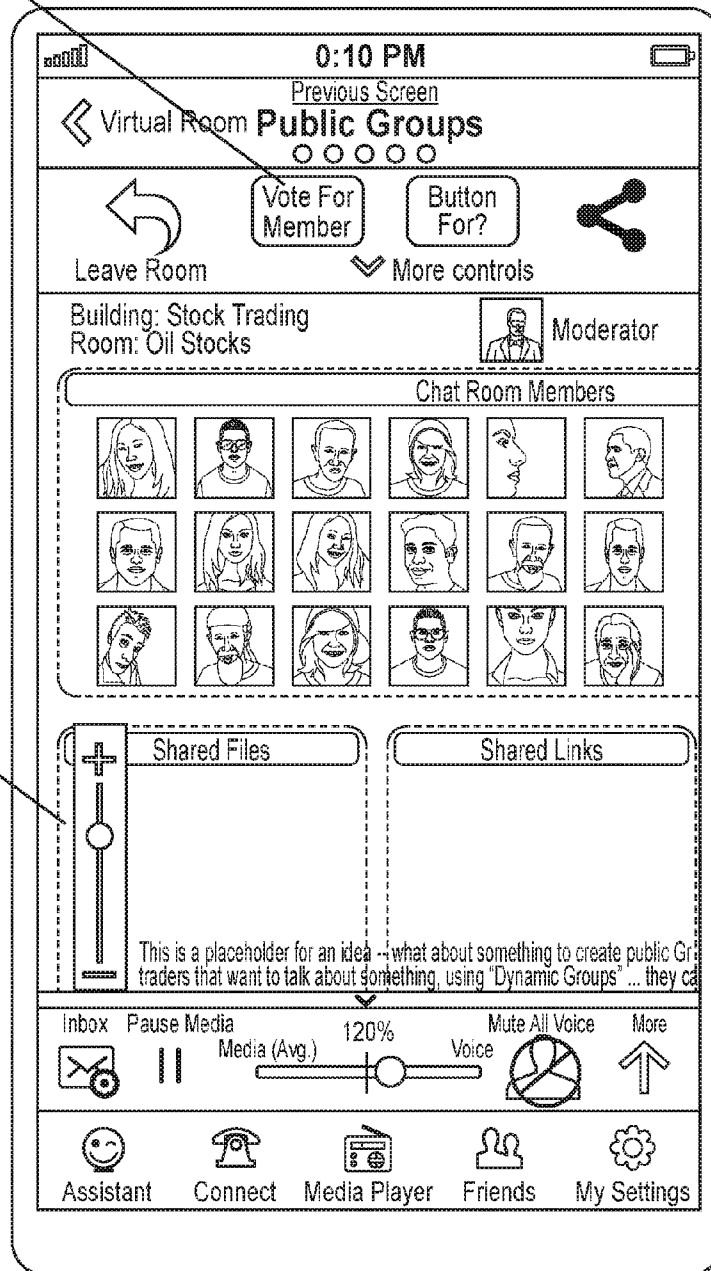 0:10 PM
Previous Screen
Virtual Room Public Groups
Vote For
Member
Button
For?
Leave Room
More controls
Building: Stock Trading
Room: Oil Stocks
Moderator
Chat Room Members
Shared Files
Shared Links
This is a placeholder for an idea -- what about something to create public Gr
traders that want to talk about something, using "Dynamic Groups" ... they ca
Inbox
Pause Media
120%
Mute All Voice
More
Media (Avg.)
Voice
Assistant
Connect
Media Player
Friends
My Settings